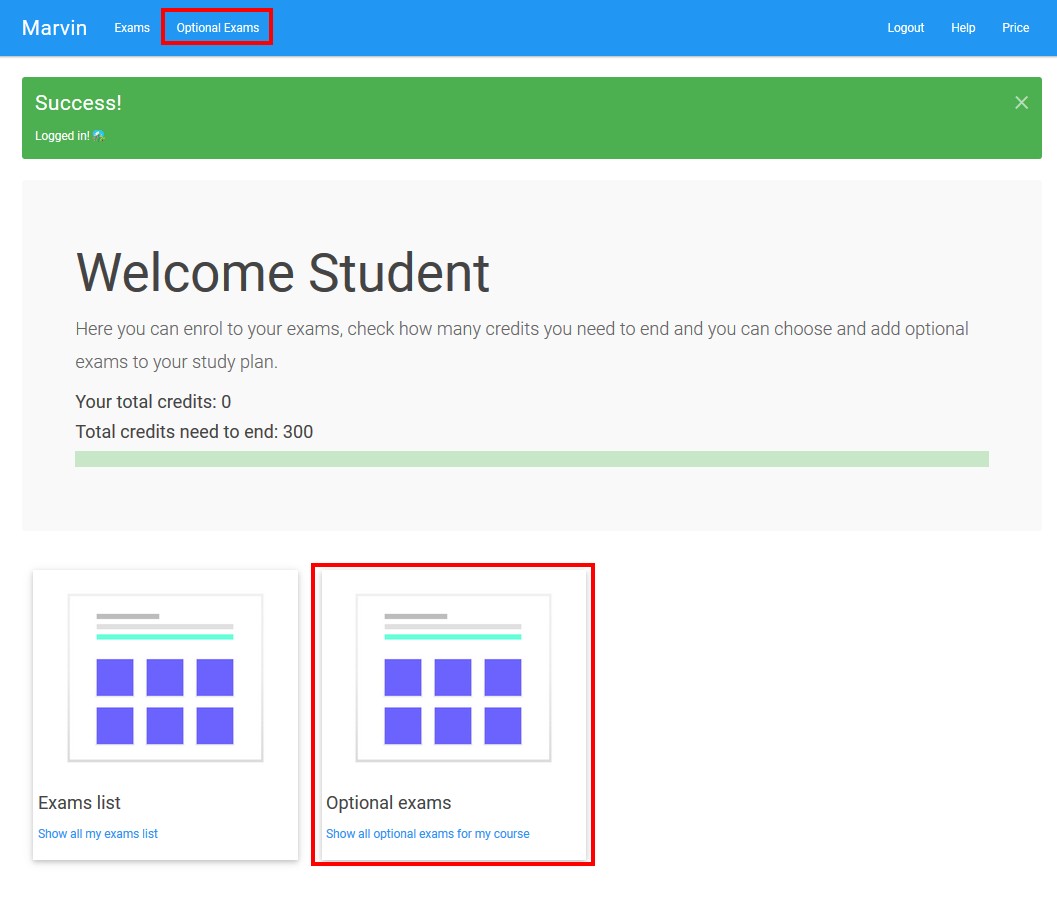 Marvin Exams Optional Exams Logout Help Price
Success!
Logged in!
Welcome Student
Here you can enrol to your exams, check how many credits you need to end and you can choose and add optional
exams to your study plan.
Your total credits: 0
Total credits need to end: 300
Exams list
Show all my exams list
Optional exams
Show all optional exams for my course